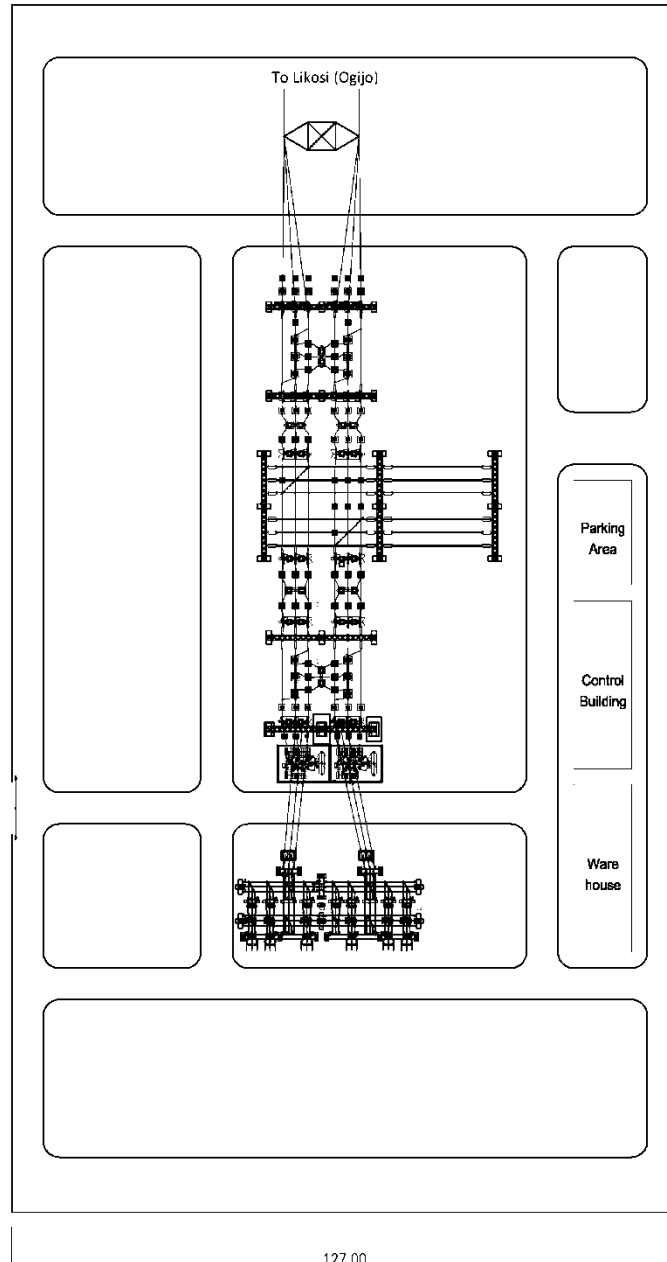 To Likosi (Ogijo)
Parking
Area
Control
Building
Ware
house
127.00